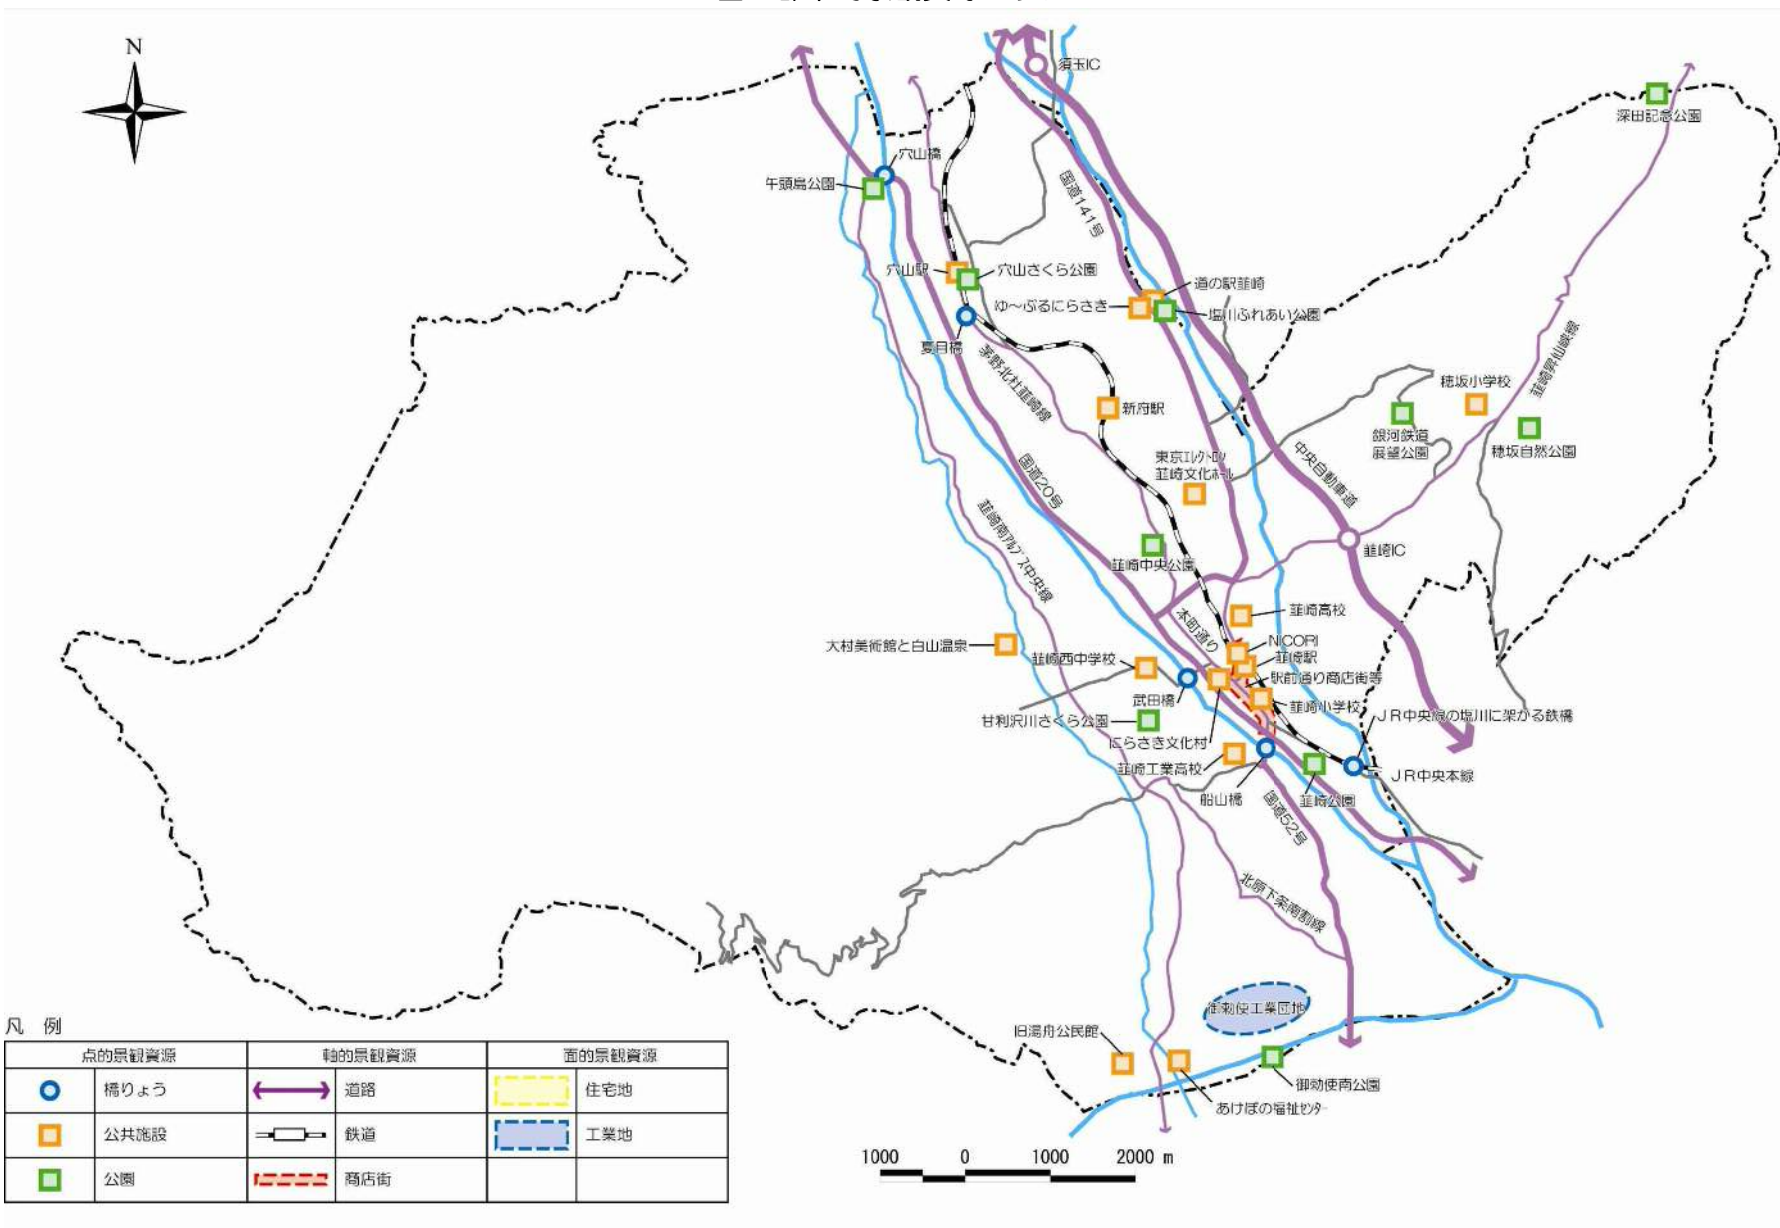 N
須玉IC
深田記念公園
穴山橋
午頭島公園
国道141号
穴山駅
穴山さくら公園
道の駅韮崎
ゆ～ぶるにらさき
塩川ふれあい公園
夏目橋
茅野北杜韮崎線
韮崎昇仙峡線
穂坂小学校
新府駅
銀河鉄道
展望公園
穂坂自然公園
中央自動車道
東京ｴﾚｸﾄﾛﾝ
韮崎文化ﾎｰﾙ
国道20号
韮崎南ｱﾙﾌﾟｽ中央線
韮崎IC
韮崎中央公園
本町通り
韮崎高校
NICORI
大村美術館と白山温泉
韮崎西中学校
韮崎駅
駅前通り商店街等
武田橋
韮崎小学校
甘利沢川さくら公園
ＪＲ中央線の塩川に架かる鉄橋
にらさき文化村
韮崎工業高校
ＪＲ中央本線
船山橋
韮崎公園
国道52号
北原下条南割線
御勅使工業団地
旧湯舟公民館
御勅使南公園
あけぼの福祉ｾﾝﾀｰ
凡　例
点的景観資源
軸的景観資源
面的景観資源
橋りょう
道路
住宅地
公共施設
鉄道
工業地
公園
商店街
1000 0 1000 2000 m